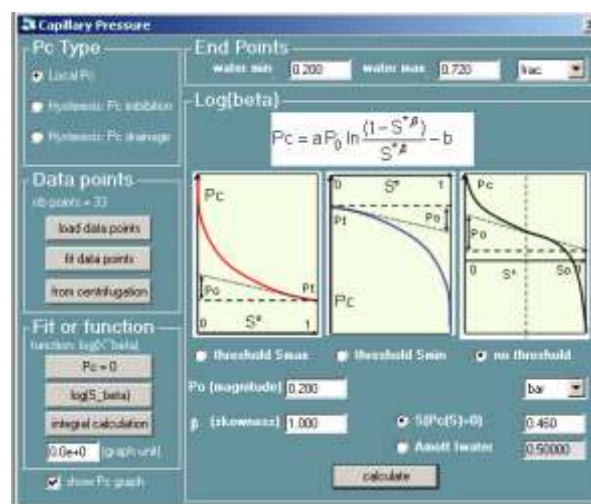 Capillary Pressure
Pc Type
Local Pc
Hysteresis: Pc imbibition
Hysteresis: Pc drainage
End Points
water min 0.200 water max 0.720 frac
Log(beta)
Pc = a P0 ln (1-S*β) / S*β - b
Data points
nb points = 33
load data points
fit data points
from centrifugation
Pc
Po
Pt
0 S* 1
0 S* 1
Pt
Po
Pc
Pc
Po
0 So
S*
threshold Smax threshold Smin no threshold
Fit or function
function: log(X^beta)
Pc = 0
log(S_beta)
integral calculation
0.0e+0 (graph unit)
show Pc graph
Po (magnitude) 0.200 bar
β (skewness) 1.000 S(Pc(S)=0) 0.460
Amott Iwater 0.50000
calculate